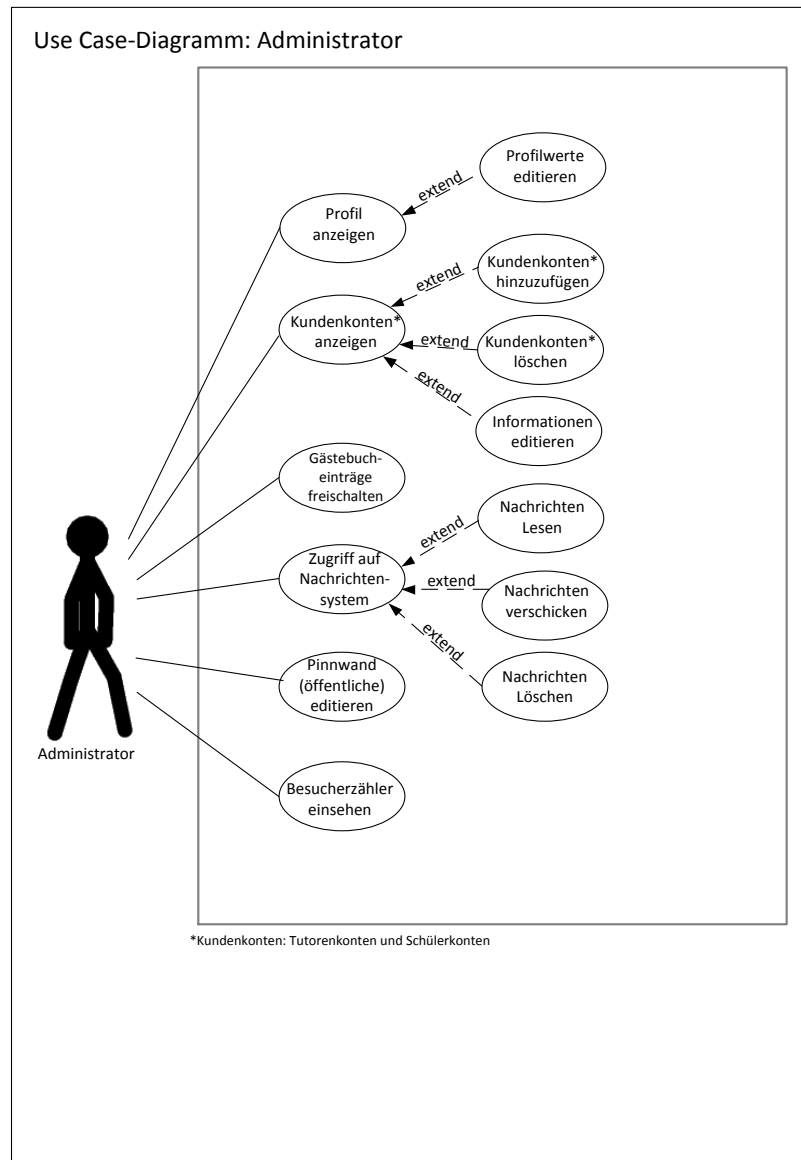 Use Case-Diagramm: Administrator
Profilwerte
editieren
extend
Profil
anzeigen
Kundenkonten*
hinzuzufügen
extend
Kundenkonten*
anzeigen
extend
Kundenkonten*
löschen
extend
Informationen
editieren
Gästebuch-
einträge
freischalten
Nachrichten
Lesen
extend
Zugriff auf
Nachrichten-
system
extend
Nachrichten
verschicken
extend
Nachrichten
Löschen
Pinnwand
(öffentliche)
editieren
Administrator
Besucherzähler
einsehen
*Kundenkonten: Tutorenkonten und Schülerkonten